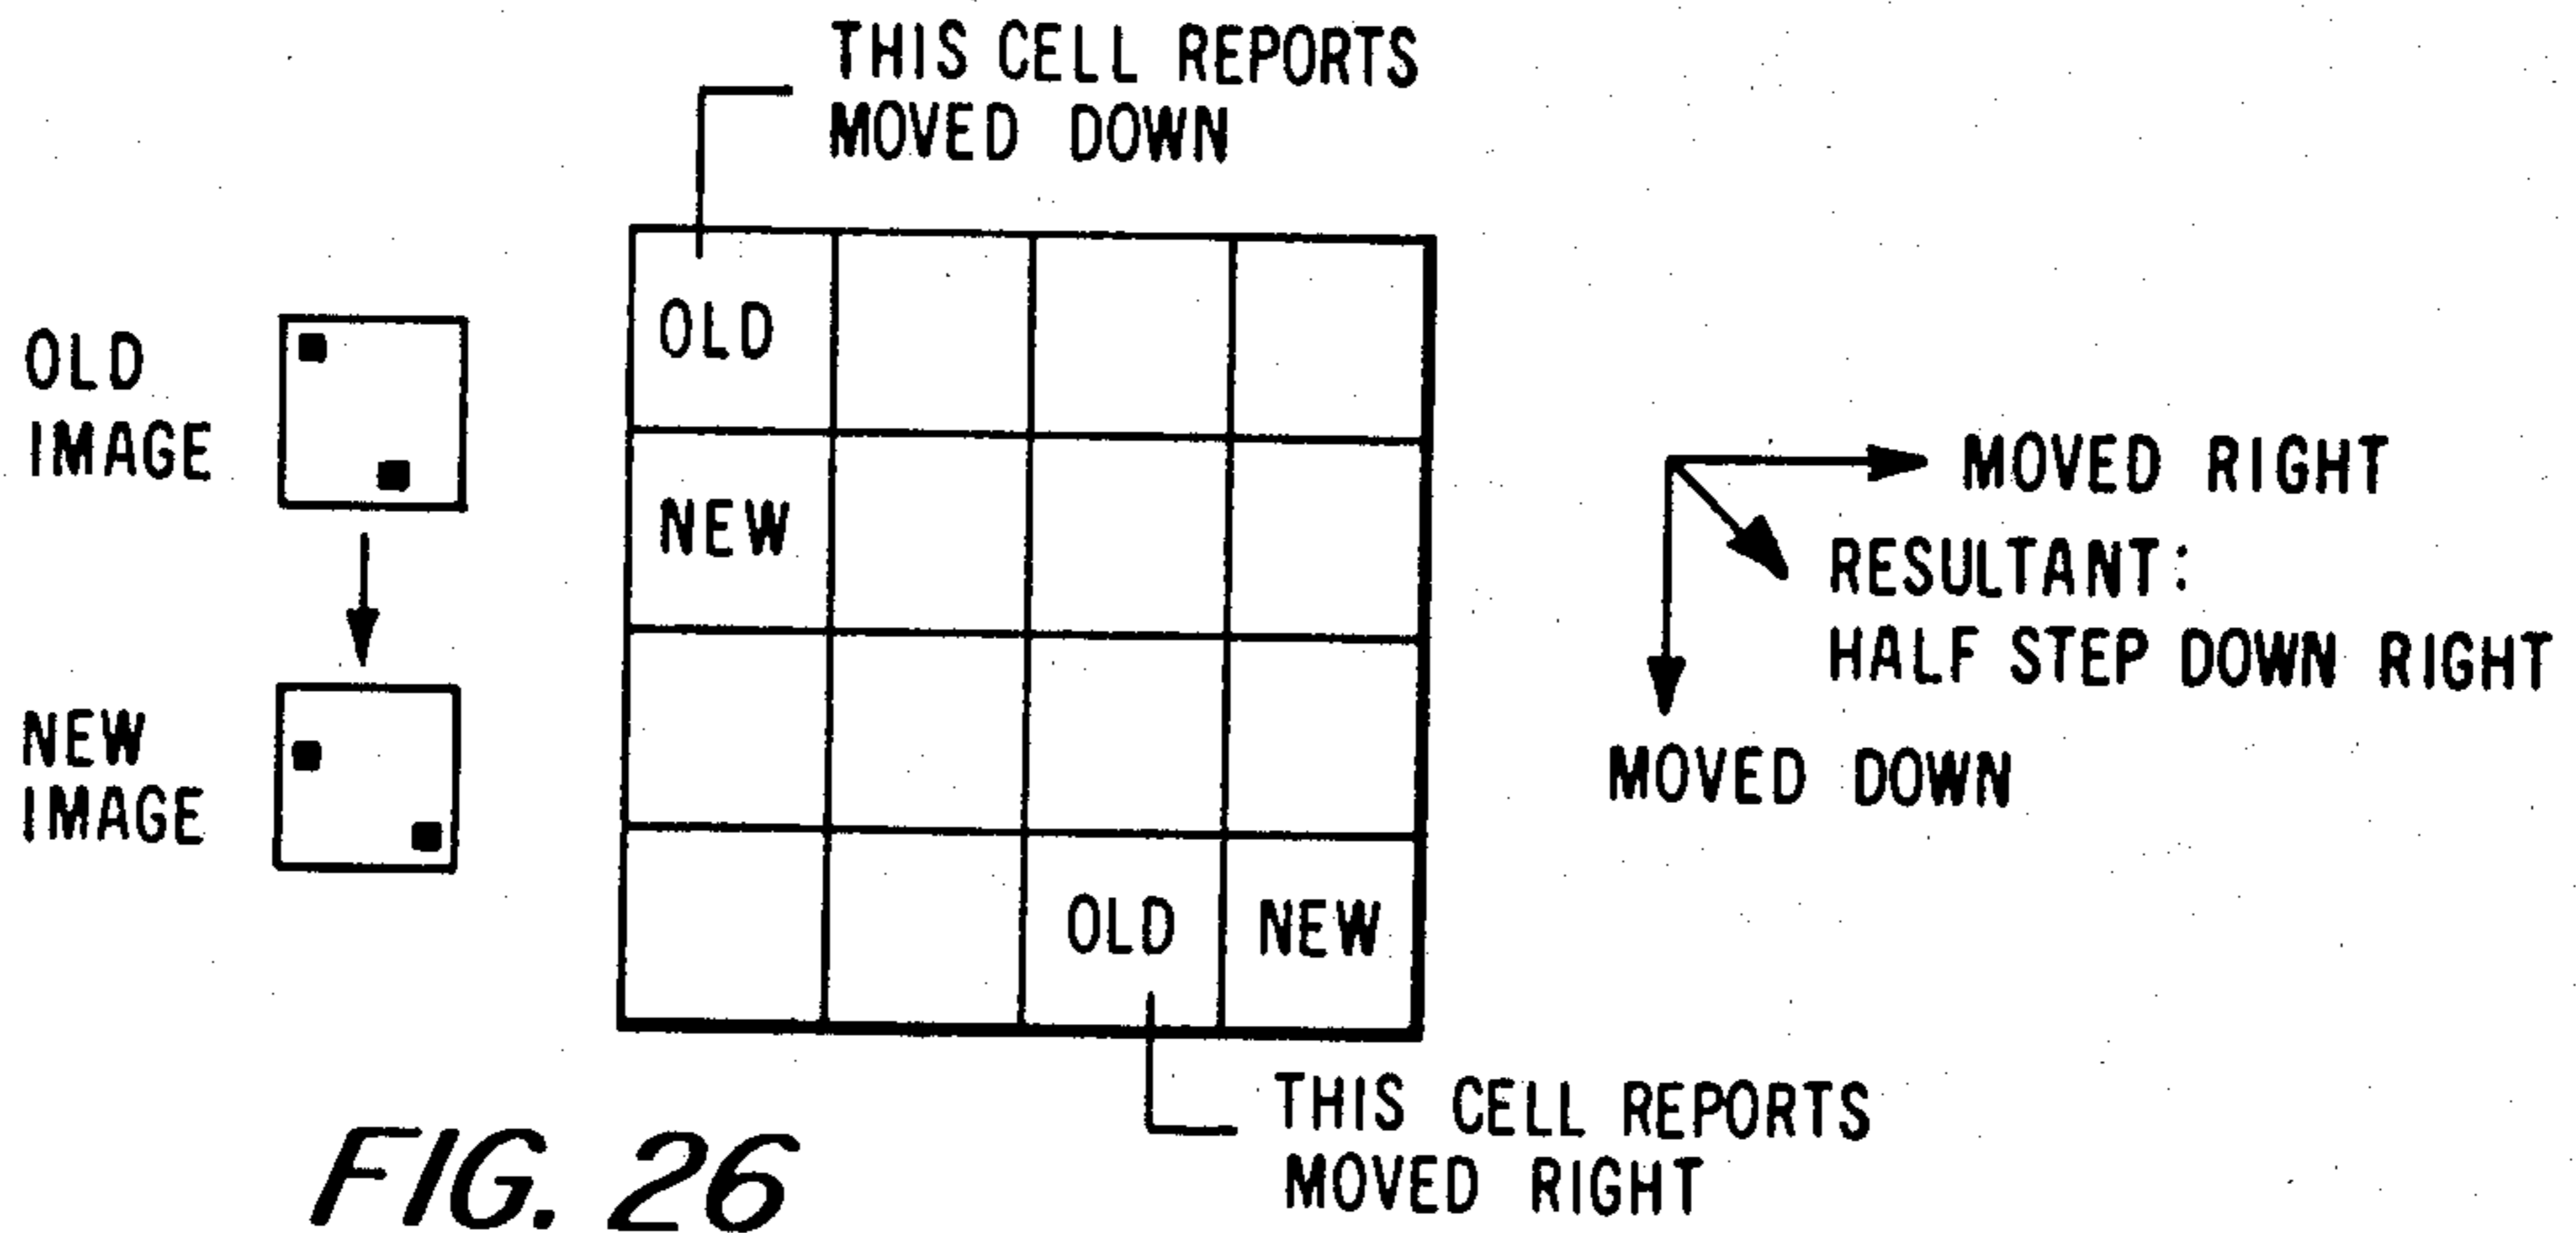 THIS CELL REPORTS
MOVED DOWN
OLD
IMAGE
NEW
IMAGE
OLD
NEW
OLD NEW
MOVED RIGHT
RESULTANT:
HALF STEP DOWN RIGHT
MOVED DOWN
THIS CELL REPORTS
MOVED RIGHT
FIG. 26